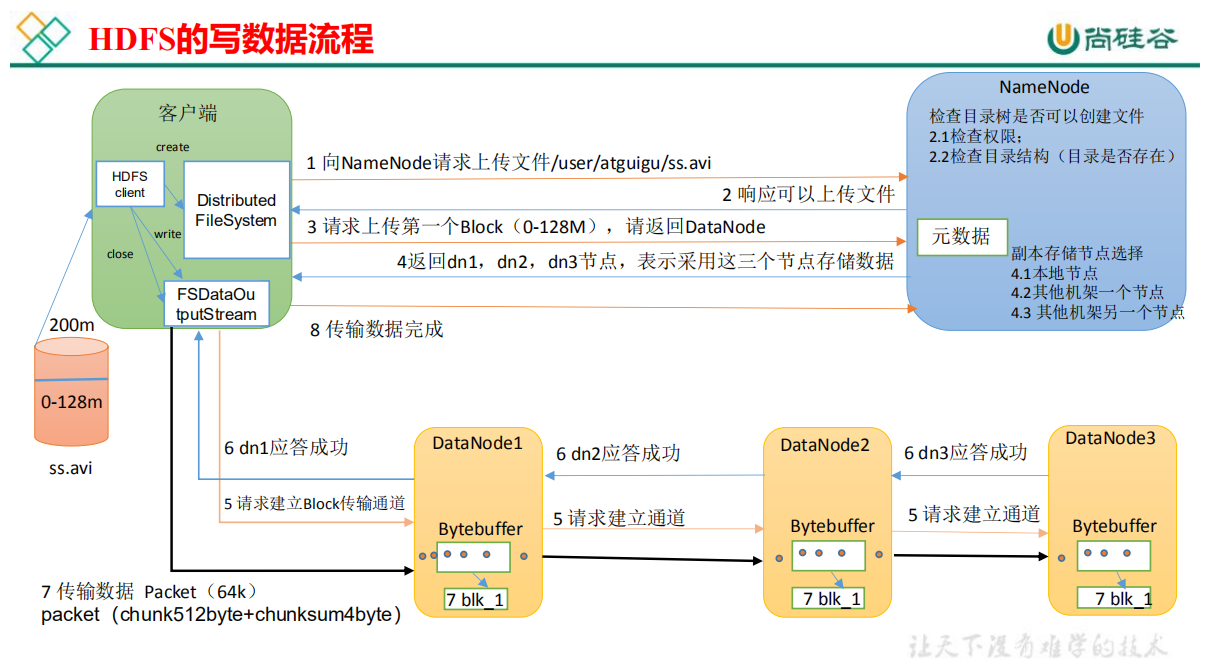 HDFS的写数据流程
尚硅谷
客户端
create
HDFS
client
Distributed
FileSystem
write
close
FSDataOu
tputStream
200m
0-128m
ss.avi
1 向NameNode请求上传文件/user/atguigu/ss.avi
2 响应可以上传文件
3 请求上传第一个Block（0-128M），请返回DataNode
4返回dn1，dn2，dn3节点，表示采用这三个节点存储数据
8 传输数据完成
NameNode
检查目录树是否可以创建文件
2.1检查权限；
2.2检查目录结构（目录是否存在）
元数据
副本存储节点选择
4.1本地节点
4.2其他机架一个节点
4.3 其他机架另一个节点
6 dn1应答成功
5 请求建立Block传输通道
DataNode1
Bytebuffer
7 blk_1
6 dn2应答成功
5 请求建立通道
DataNode2
Bytebuffer
7 blk_1
6 dn3应答成功
5 请求建立通道
DataNode3
Bytebuffer
7 blk_1
7 传输数据 Packet（64k）
packet（chunk512byte+chunksum4byte）
让天下没有难学的技术